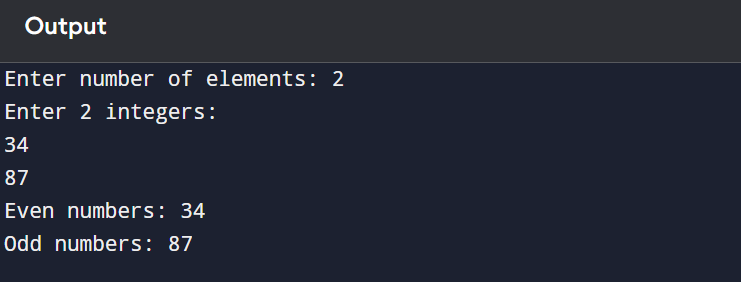 Output
Enter number of elements: 2
Enter 2 integers:
34
87
Even numbers: 34
Odd numbers: 87